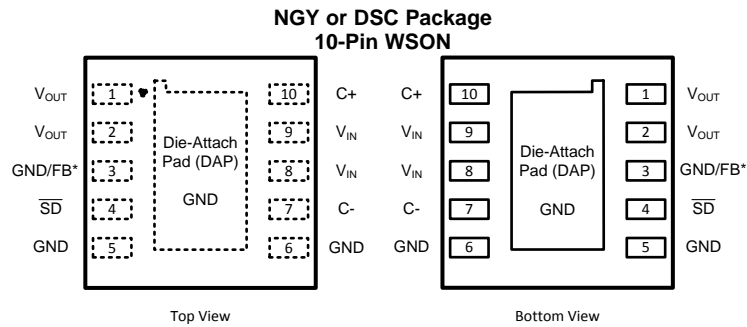 NGY or DSC Package
10-Pin WSON
VOUT 1 10 C+ C+ 10 1 VOUT
VOUT 2 9 VIN VIN 9 2 VOUT
Die-Attach Pad (DAP) Die-Attach Pad (DAP)
GND/FB* 3 8 VIN VIN 8 3 GND/FB*
S̅D̅ 4 GND 7 C- C- 7 GND 4 S̅D̅
GND 5 6 GND GND 6 5 GND
Top View Bottom View